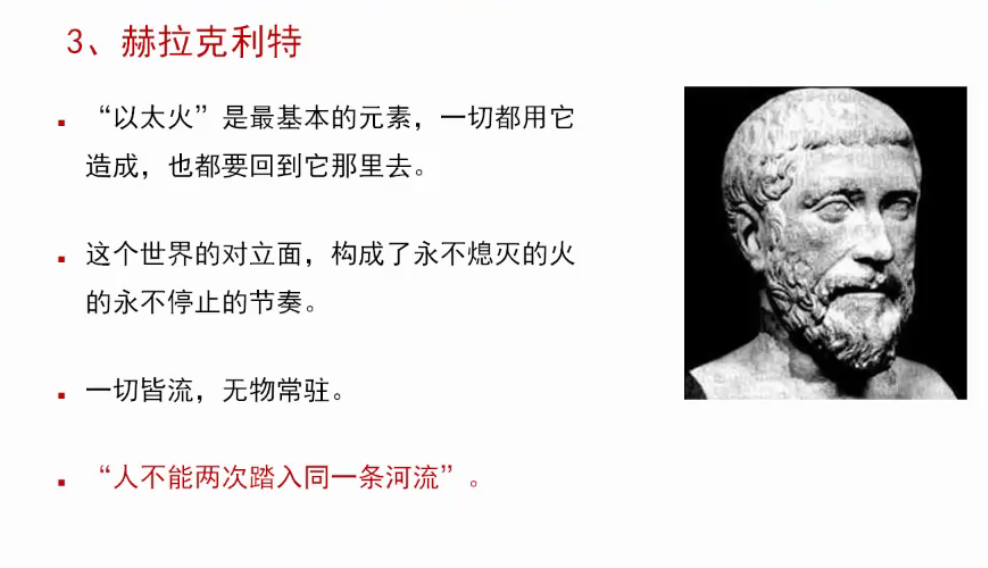 3、赫拉克利特
“以太火”是最基本的元素，一切都用它
造成，也都要回到它那里去。
这个世界的对立面，构成了永不熄灭的火
的永不停止的节奏。
一切皆流，无物常驻。
“人不能两次踏入同一条河流”。